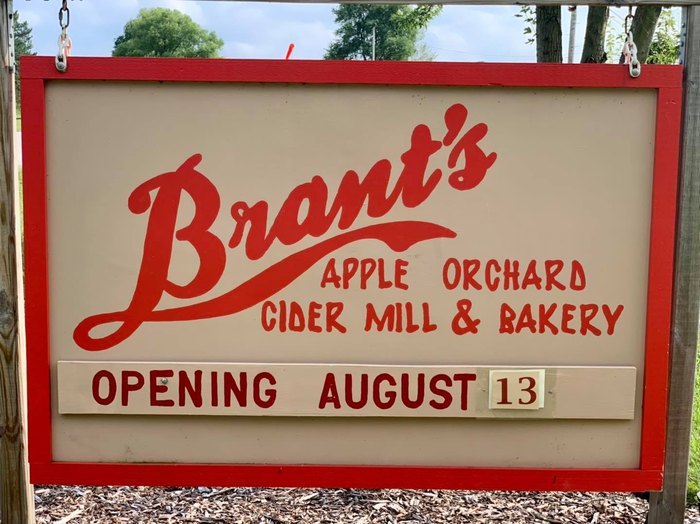 Brant's
APPLE ORCHARD
CIDER MILL & BAKERY
OPENING AUGUST 13